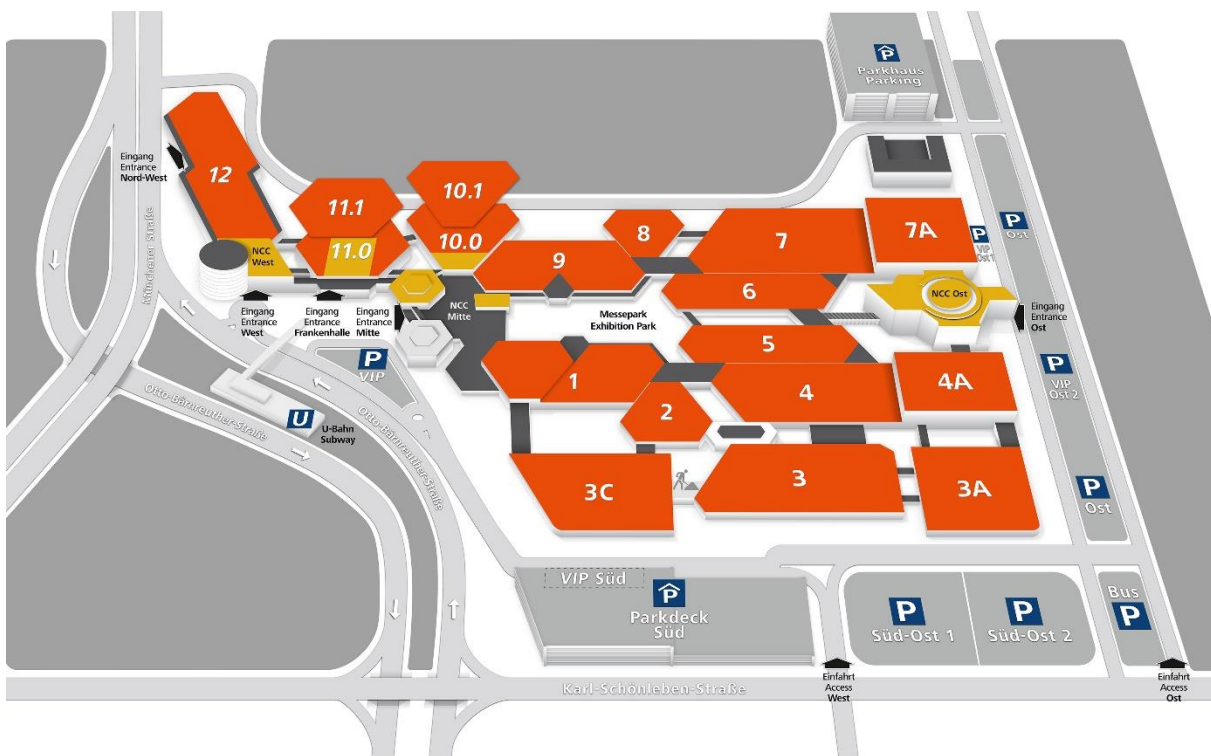 P
Parkhaus
Parking
Eingang
Entrance
Nord-West
12
11.1
10.1
11.0
10.0
NCC
West
9
8
7
7A
P
VIP
Ost 1
P
Ost
Münchener Straße
Eingang
Entrance
West
Eingang
Entrance
Frankenhalle
Eingang
Entrance
Mitte
NCC
Mitte
Messepark
Exhibition Park
6
NCC Ost
Eingang
Entrance
Ost
5
P
VIP
1
2
4
4A
P
VIP
Ost 2
U
U-Bahn
Subway
Otto-Bärnreuther-Straße
Otto-Bärnreuther-Straße
3C
3
3A
P
Ost
VIP Süd
P
Parkdeck
Süd
P
Süd-Ost 1
P
Süd-Ost 2
Bus
P
Karl-Schönleben-Straße
Einfahrt
Access
West
Einfahrt
Access
Ost